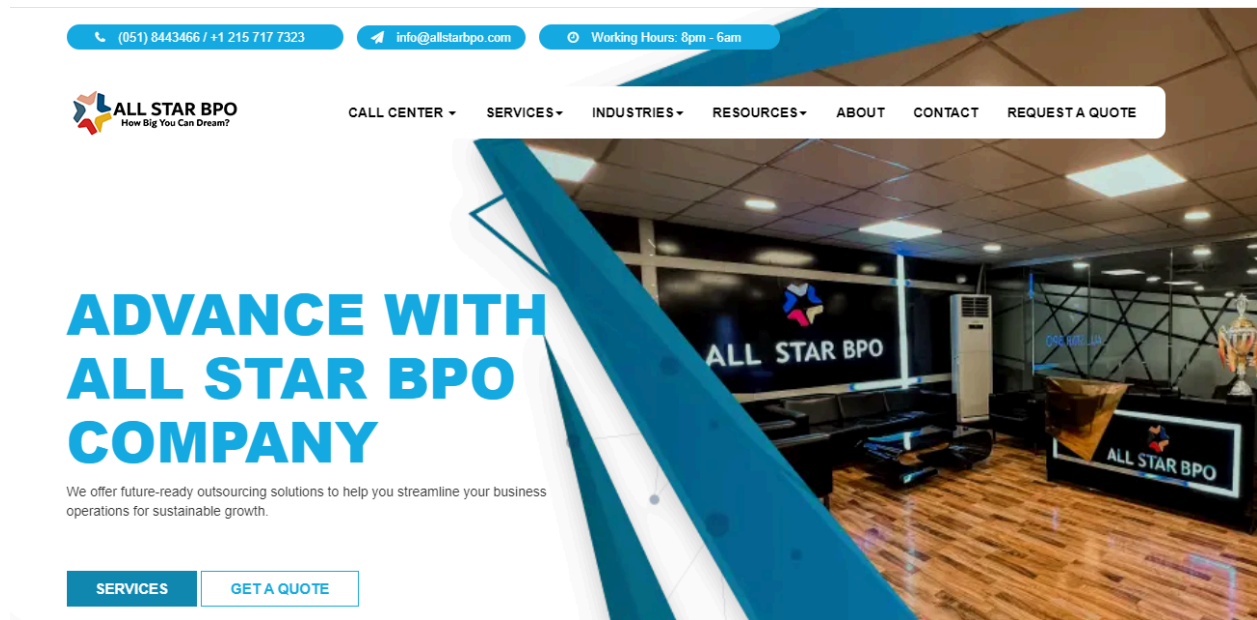 (051) 8443466 / +1 215 717 7323
info@allstarbpo.com
Working Hours: 8pm - 6am
ALL STAR BPO
How Big You Can Dream?
CALL CENTER
SERVICES
INDUSTRIES
RESOURCES
ABOUT
CONTACT
REQUEST A QUOTE
ADVANCE WITH
ALL STAR BPO
COMPANY
We offer future-ready outsourcing solutions to help you streamline your business
operations for sustainable growth.
SERVICES
GET A QUOTE
ALL STAR BPO
ALL STAR BPO